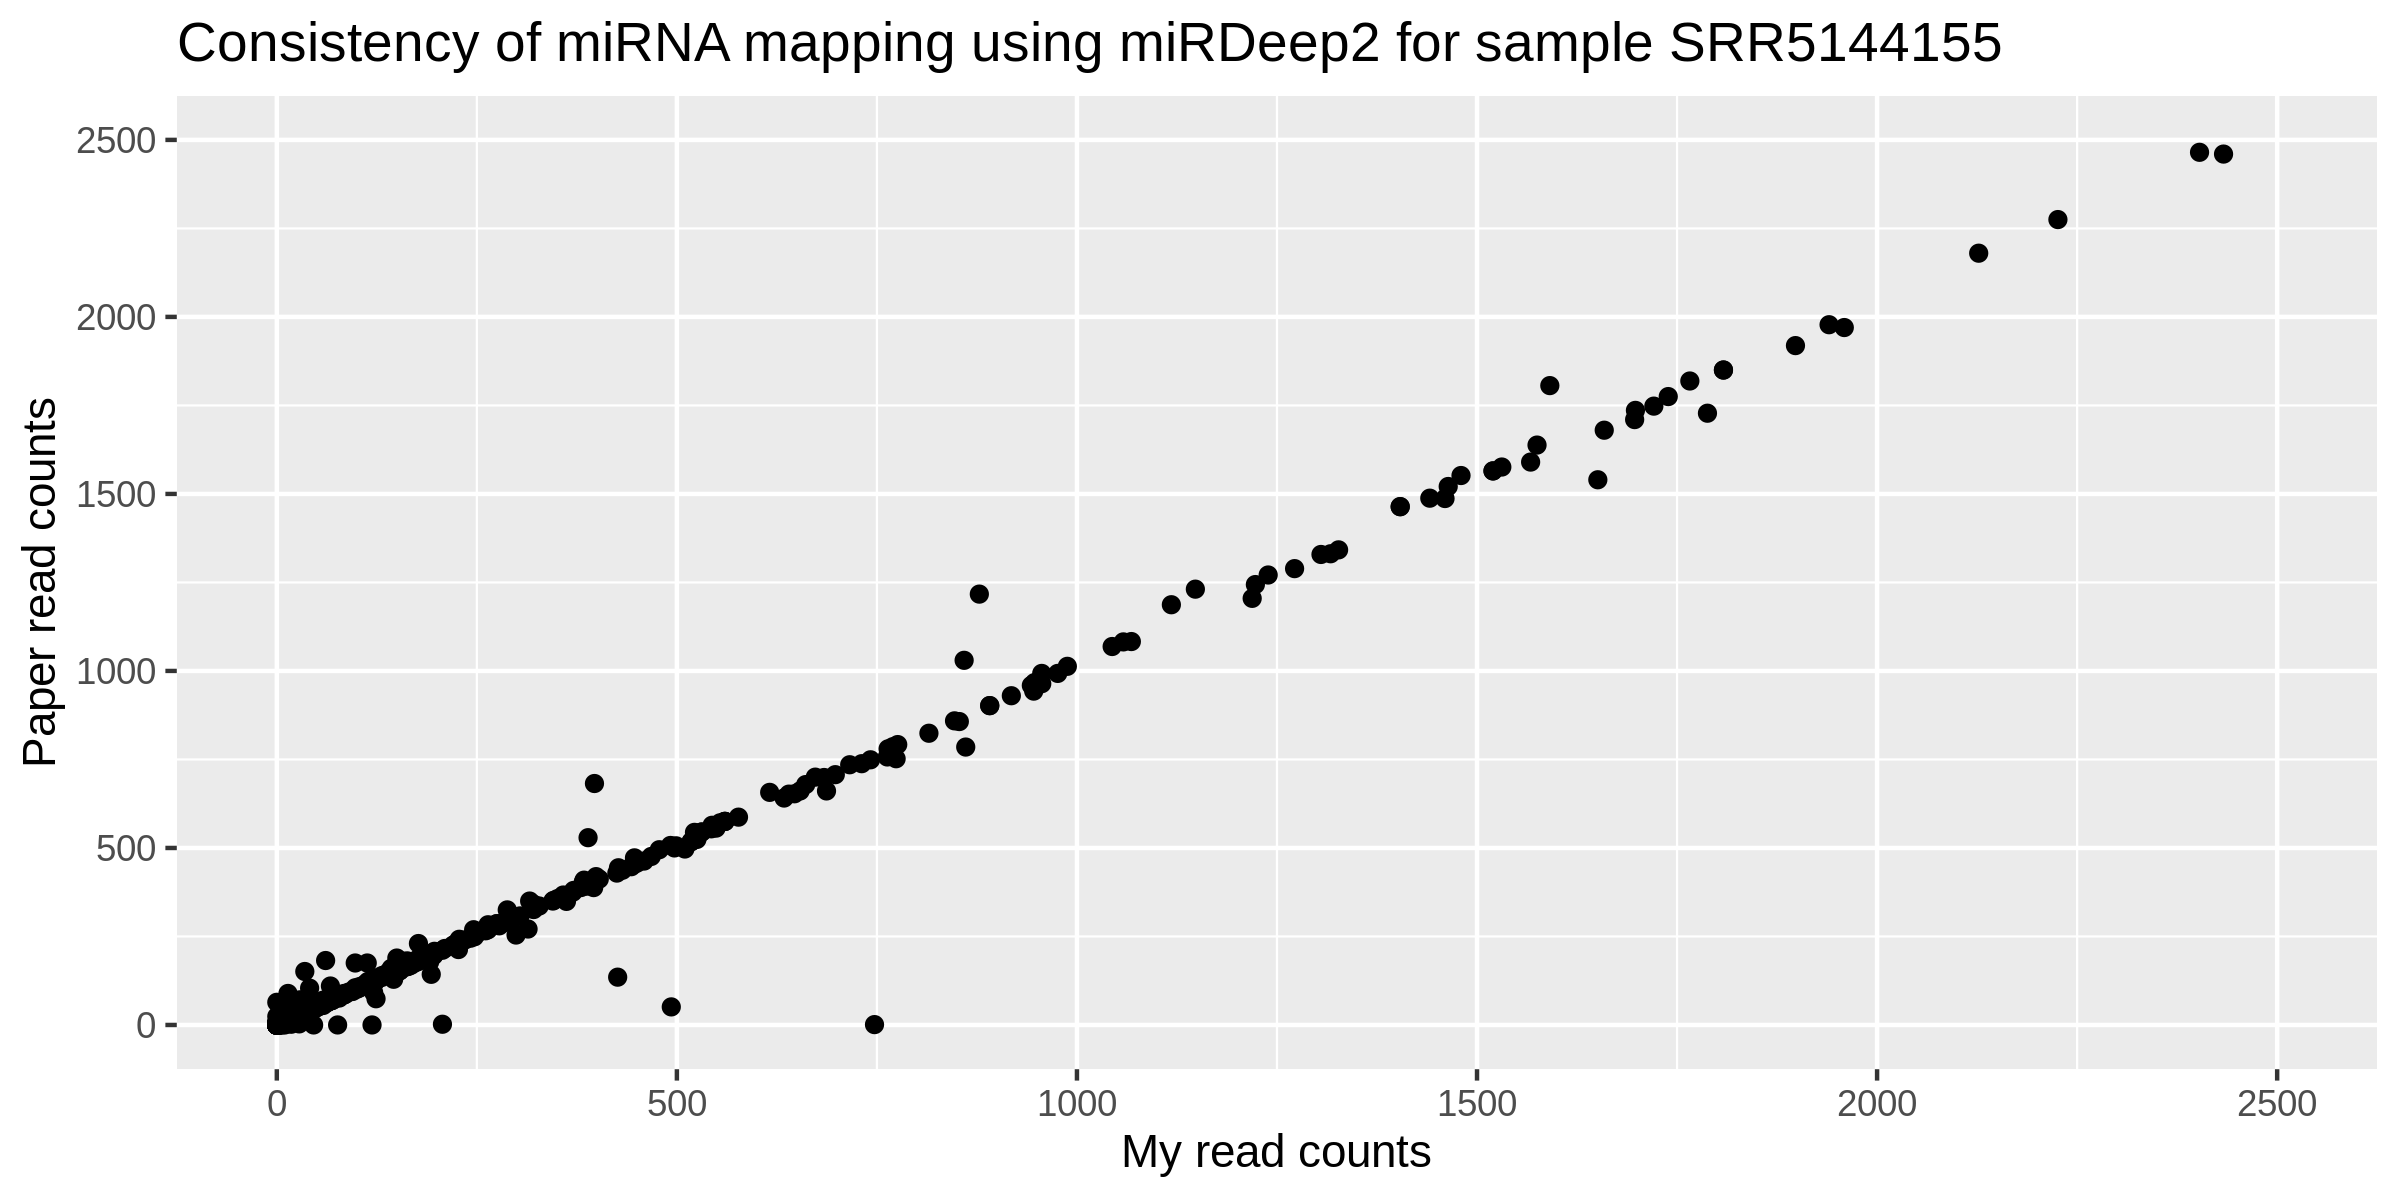 Consistency of miRNA mapping using miRDeep2 for sample SRR5144155
Paper read counts
2500
2000
1500
1000
500
0
0 500 1000 1500 2000 2500
My read counts